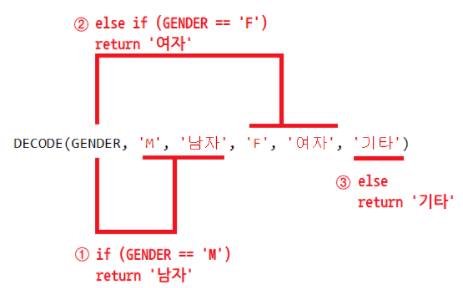 ② else if (GENDER == 'F')
return '여자'
DECODE(GENDER, 'M', '남자', 'F', '여자', '기타')
③ else
return '기타'
① if (GENDER == 'M')
return '남자'